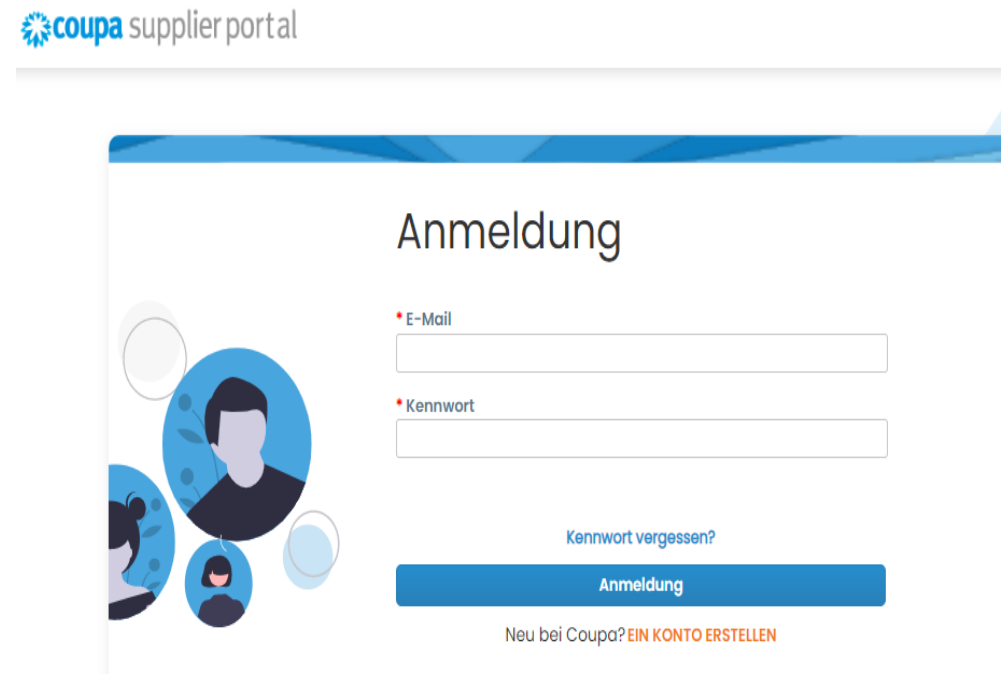 coupa supplier portal
Anmeldung
* E-Mail
* Kennwort
Kennwort vergessen?
Anmeldung
Neu bei Coupa? EIN KONTO ERSTELLEN